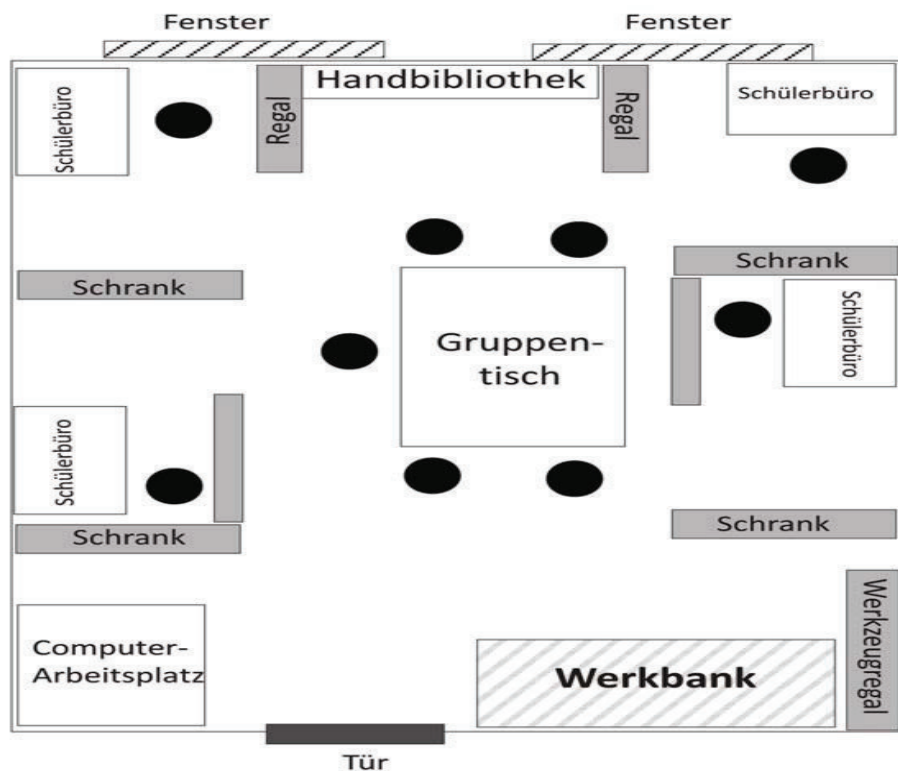 Fenster
Fenster
Schülerbüro
Regal
Handbibliothek
Regal
Schülerbüro
Schrank
Schrank
Schülerbüro
Gruppen-
tisch
Schülerbüro
Schrank
Schrank
Werkzeugregal
Computer-
Arbeitsplatz
Werkbank
Tür